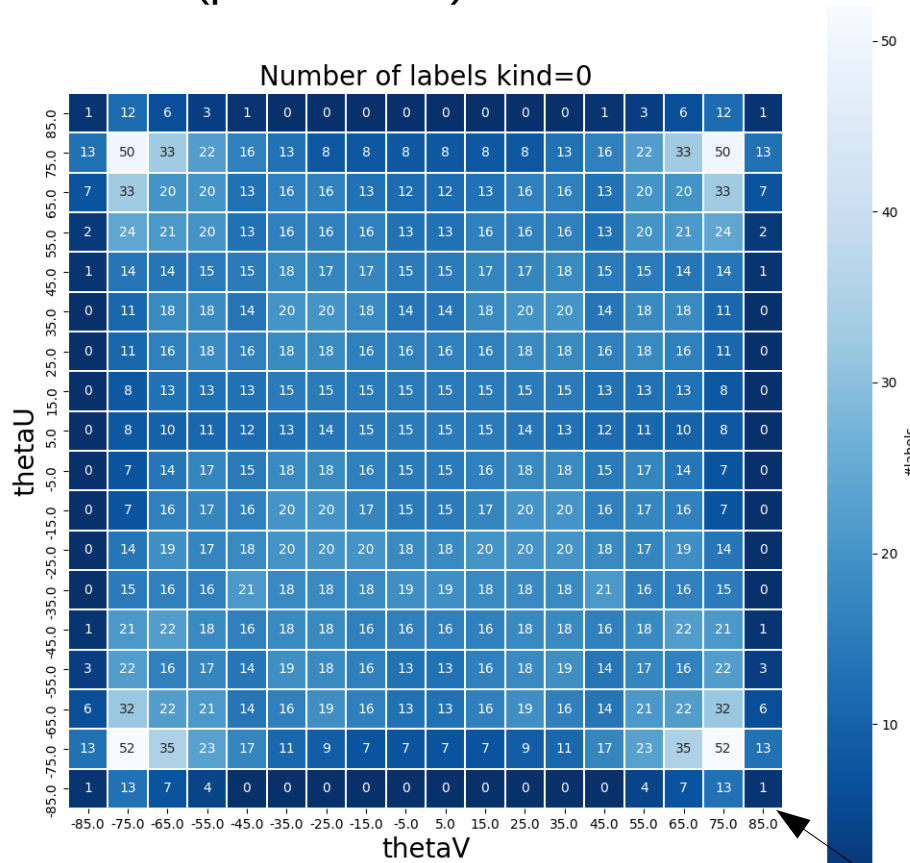 Number of labels kind=0
85.0 1 12 6 3 1 0 0 0 0 0 0 0 0 1 3 6 12 1
75.0 13 50 33 22 16 13 8 8 8 8 8 8 13 16 22 33 50 13
65.0 7 33 20 20 13 16 16 13 12 12 13 16 16 13 20 20 33 7
55.0 2 24 21 20 13 16 16 16 13 13 16 16 16 13 20 21 24 2
45.0 1 14 14 15 15 18 17 17 15 15 17 17 18 15 15 14 14 1
35.0 0 11 18 18 14 20 20 18 14 14 18 20 20 14 18 18 11 0
25.0 0 11 16 18 16 18 18 16 16 16 16 18 18 16 18 16 11 0
15.0 0 8 13 13 13 15 15 15 15 15 15 15 15 13 13 13 8 0
5.0 0 8 10 11 12 13 14 15 15 15 15 14 13 12 11 10 8 0
-5.0 0 7 14 17 15 18 18 16 15 15 16 18 18 15 17 14 7 0
-15.0 0 7 16 17 16 20 20 17 15 15 17 20 20 16 17 16 7 0
-25.0 0 14 19 17 18 20 20 20 18 18 20 20 20 18 17 19 14 0
-35.0 0 15 16 16 21 18 18 18 19 19 18 18 18 21 16 16 15 0
-45.0 1 21 22 18 16 18 18 16 16 16 16 18 18 16 18 22 21 1
-55.0 3 22 16 17 14 19 18 16 13 13 16 18 19 14 17 16 22 3
-65.0 6 32 22 21 14 16 19 16 13 13 16 19 16 14 21 22 32 6
-75.0 13 52 35 23 17 11 9 7 7 7 7 9 11 17 23 35 52 13
-85.0 1 13 7 4 0 0 0 0 0 0 0 0 0 0 4 7 13 1
-85.0 -75.0 -65.0 -55.0 -45.0 -35.0 -25.0 -15.0 -5.0 5.0 15.0 25.0 35.0 45.0 55.0 65.0 75.0 85.0
thetaV
thetaU
50
40
30
20
10
#labels